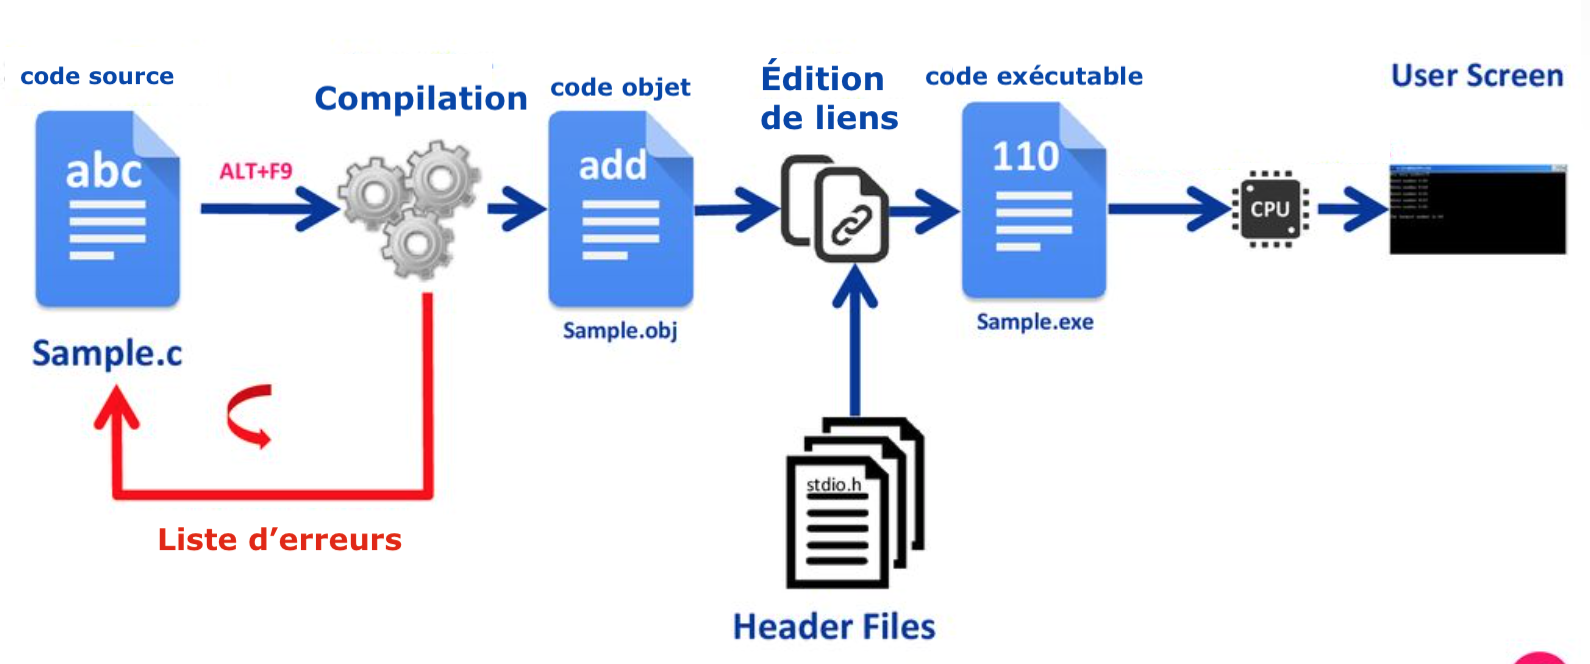 code source
Compilation
code objet
Édition
de liens
code exécutable
User Screen
abc
ALT+F9
add
110
CPU
Sample.c
Sample.obj
Sample.exe
Liste d’erreurs
stdio.h
Header Files